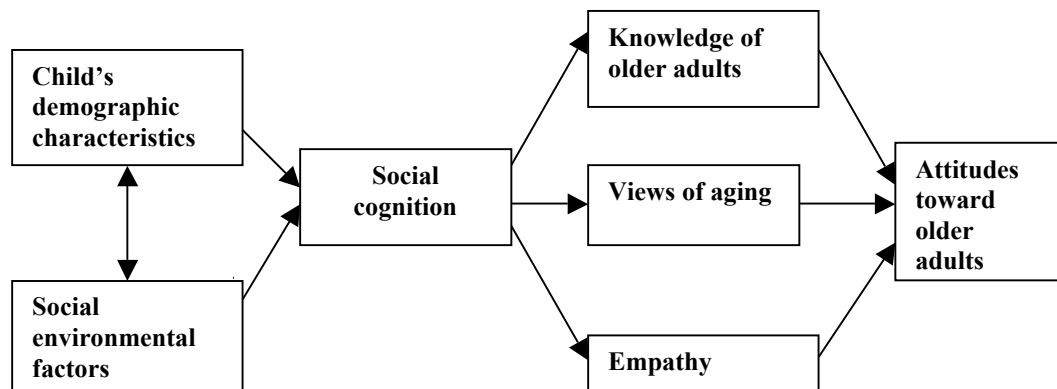 Child’s
demographic
characteristics
Social
environmental
factors
Social
cognition
Knowledge of
older adults
Views of aging
Empathy
Attitudes
toward
older
adults